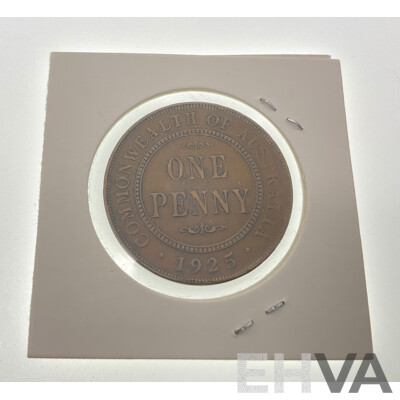 COMMONWEALTH OF AUSTRALIA
ONE
PENNY
· 1925 ·
EHVA